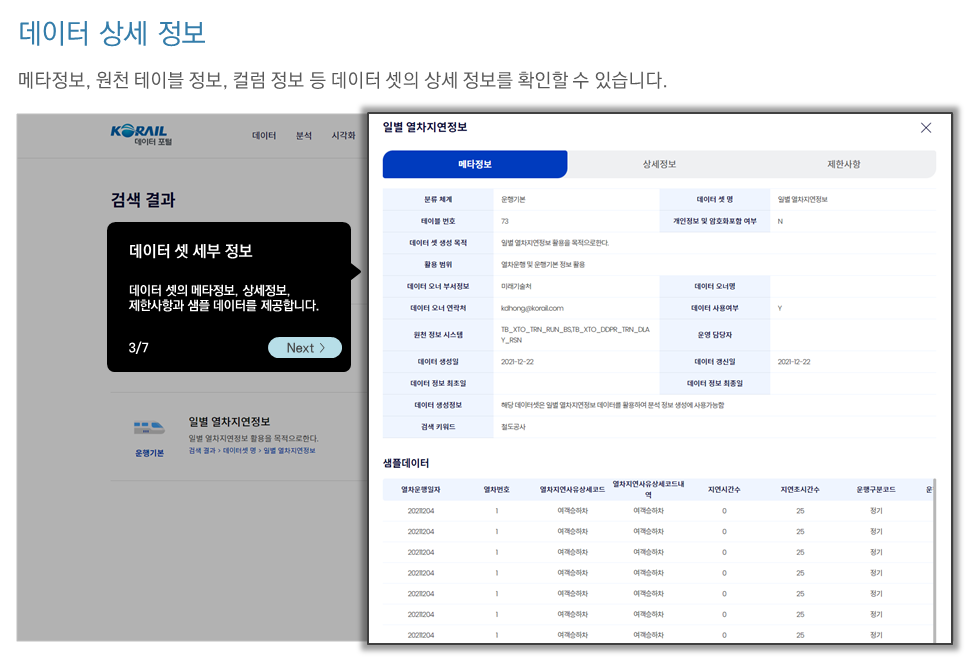 데이터 상세 정보
메타정보, 원천 테이블 정보, 컬럼 정보 등 데이터 셋의 상세 정보를 확인할 수 있습니다.
KORAIL
데이터 포털
데이터 분석 시각화
검색 결과
데이터 셋 세부 정보
데이터 셋의 메타정보, 상세정보,
제한사항과 샘플 데이터를 제공합니다.
3/7 Next >
운행기본
일별 열차지연정보
일별 열차지연정보 활용을 목적으로한다.
검색 결과 > 데이터셋 명 > 일별 열차지연정보
일별 열차지연정보
메타정보 상세정보 제한사항
분류 체계 운행기본 데이터 셋 명 일별 열차지연정보
테이블 번호 73 개인정보 및 암호화포함 여부 N
데이터 셋 생성 목적 일별 열차지연정보 활용을 목적으로한다.
활용 범위 열차운행 및 운행기본 정보 활용
데이터 오너 부서정보 미래기술처 데이터 오너명
데이터 오너 연락처 kdhong@korail.com 데이터 사용여부 Y
원천 정보 시스템 TB_XTO_TRN_RUN_BS,TB_XTO_DDPR_TRN_DLA
Y_RSN 운영 담당자
데이터 생성일 2021-12-22 데이터 갱신일 2021-12-22
데이터 정보 최초일 데이터 정보 최종일
데이터 생성정보 해당 데이터셋은 일별 열차지연정보 데이터를 활용하여 분석 정보 생성에 사용가능함
검색 키워드 철도공사
샘플데이터
열차운행일자 열차번호 열차지연사유상세코드 열차지연사유상세코드내
역 지연시간수 지연초시간수 운행구분코드 운
20211204 1 여객승하차 여객승하차 0 25 정기
20211204 1 여객승하차 여객승하차 0 25 정기
20211204 1 여객승하차 여객승하차 0 25 정기
20211204 1 여객승하차 여객승하차 0 25 정기
20211204 1 여객승하차 여객승하차 0 25 정기
20211204 1 여객승하차 여객승하차 0 25 정기
20211204 1 여객승하차 여객승하차 0 25 정기